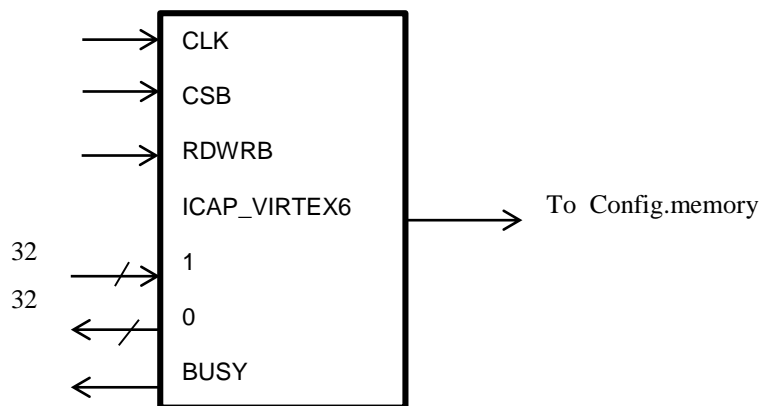 CLK
CSB
RDWRB
ICAP_VIRTEX6
To Config.memory
32
1
32
0
BUSY